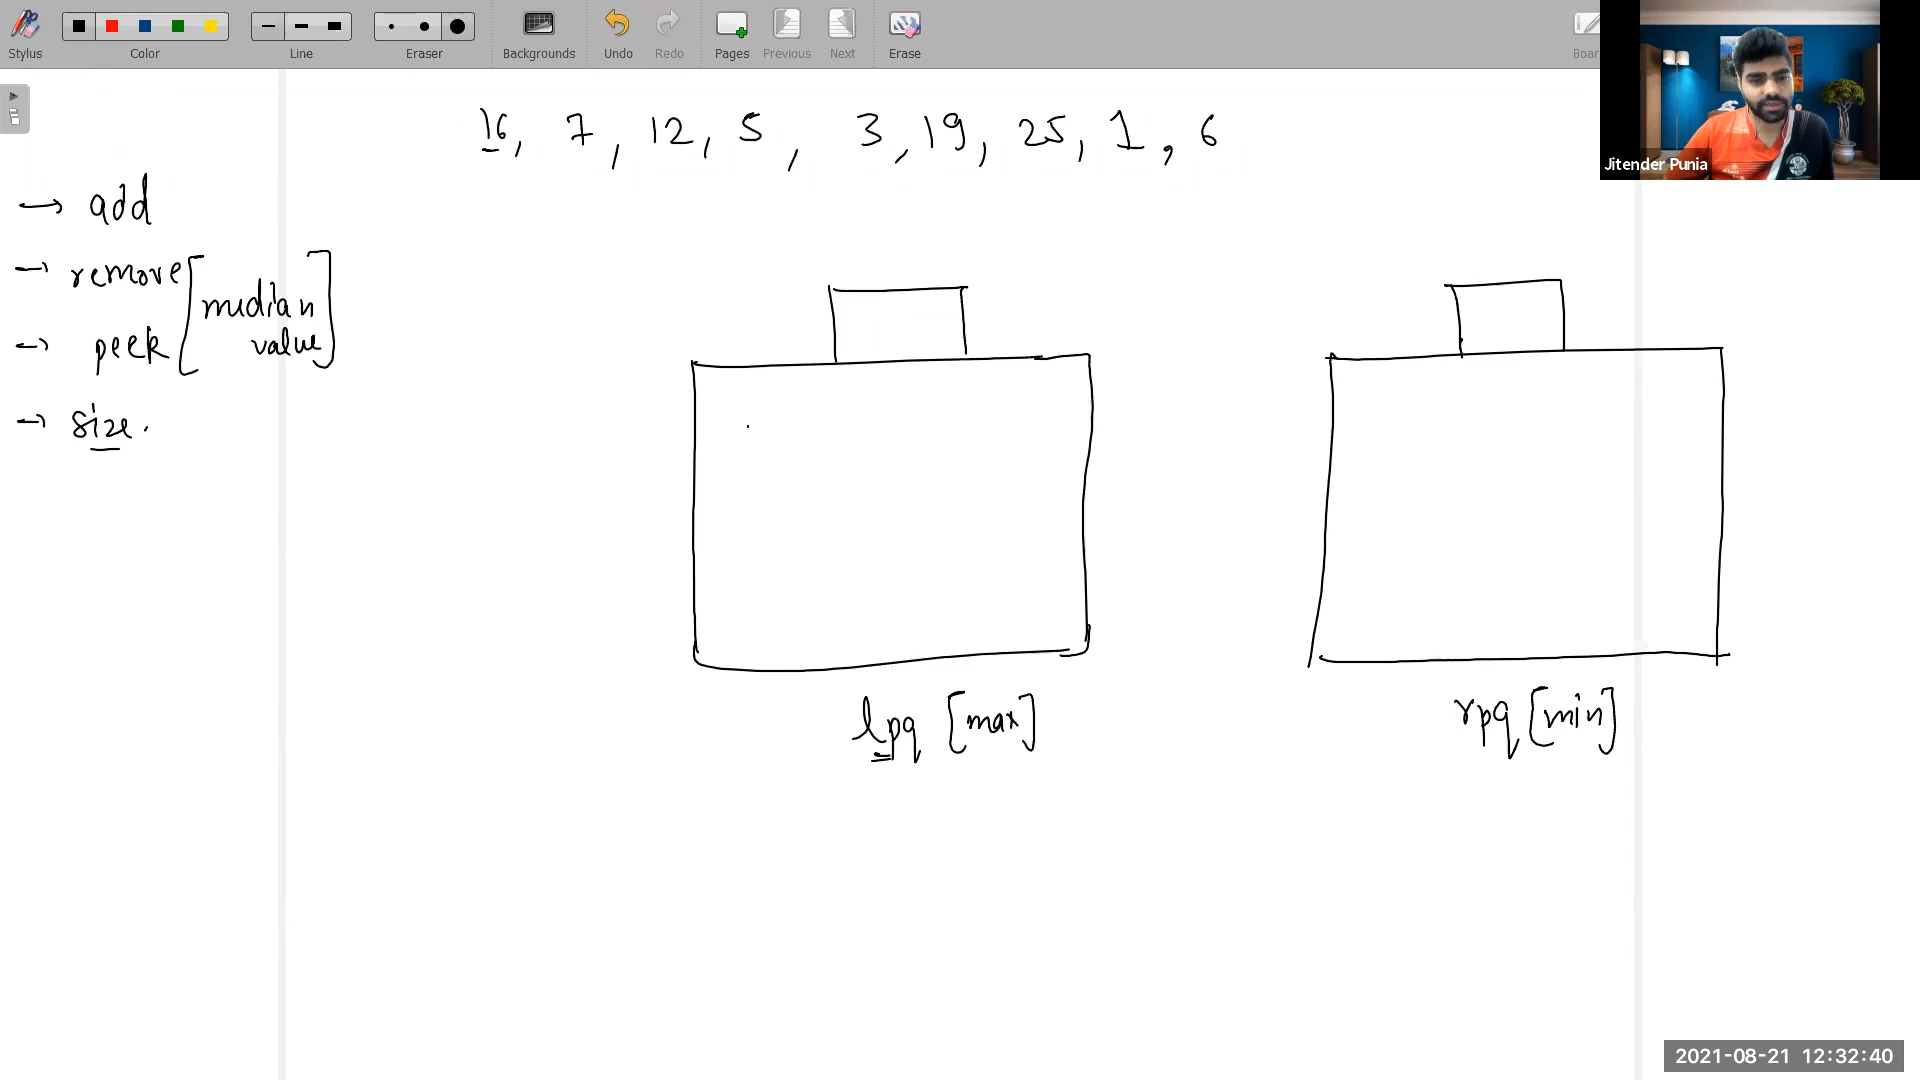 Stylus Color Line Eraser Backgrounds Undo Redo Pages Previous Next Erase Boar
Jitender Punia
16, 7, 12, 5, 3, 19, 25, 1, 6
→ add
→ remove
[median value]
→ peek
→ size.
lpq [max]
rpq [min]
2021-08-21 12:32:40